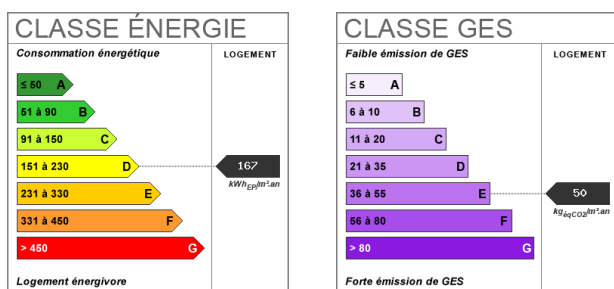 CLASSE ÉNERGIE
Consommation énergétique
LOGEMENT
≤ 50 A
51 à 90 B
91 à 150 C
151 à 230 D
167
kWhEP/m².an
231 à 330 E
331 à 450 F
> 450 G
Logement énergivore
CLASSE GES
Faible émission de GES
LOGEMENT
≤ 5 A
6 à 10 B
11 à 20 C
21 à 35 D
36 à 55 E
50
kgéqCO2/m².an
56 à 80 F
> 80 G
Forte émission de GES